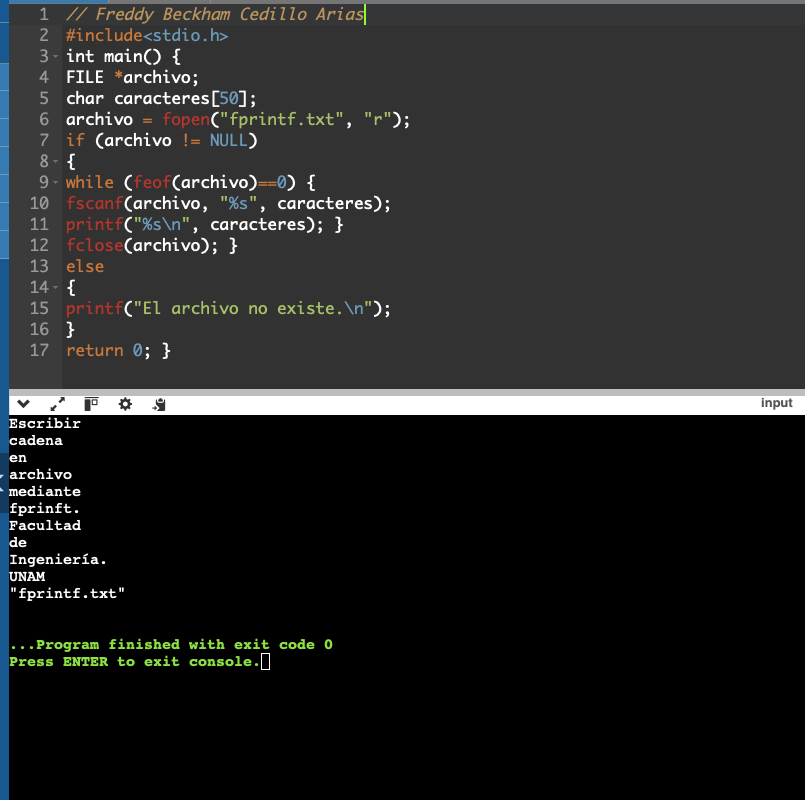 1 // Freddy Beckham Cedillo Arias
2 #include<stdio.h>
3 int main() {
4 FILE *archivo;
5 char caracteres[50];
6 archivo = fopen("fprintf.txt", "r");
7 if (archivo != NULL)
8 {
9 while (feof(archivo)==0) {
10 fscanf(archivo, "%s", caracteres);
11 printf("%s\n", caracteres); }
12 fclose(archivo); }
13 else
14 {
15 printf("El archivo no existe.\n");
16 }
17 return 0; }
input
Escribir
cadena
en
archivo
mediante
fprinft.
Facultad
de
Ingeniería.
UNAM
"fprintf.txt"
...Program finished with exit code 0
Press ENTER to exit console.